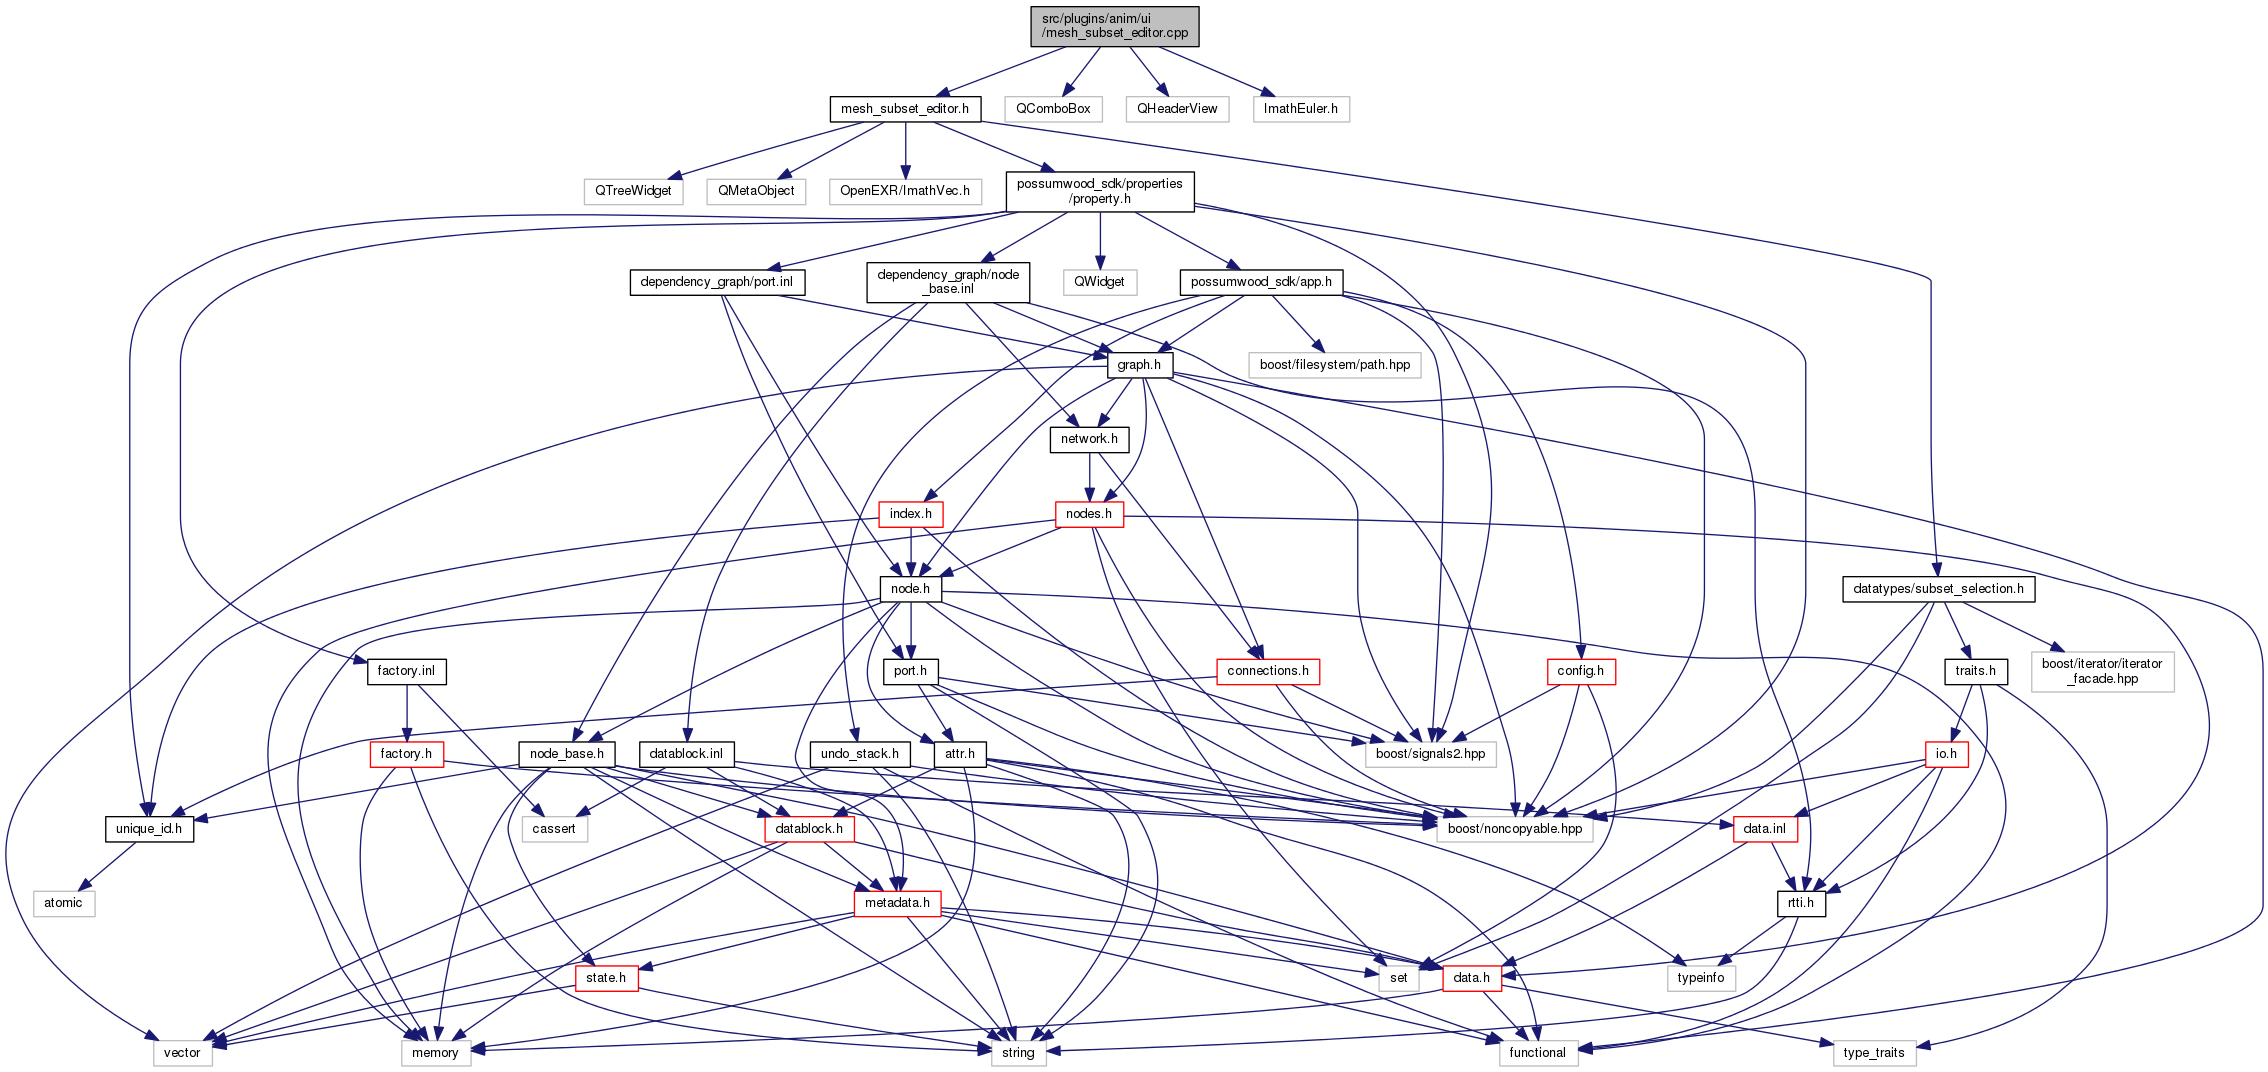 src/plugins/anim/ui
/mesh_subset_editor.cpp
mesh_subset_editor.h
QComboBox
QHeaderView
ImathEuler.h
QTreeWidget
QMetaObject
OpenEXR/ImathVec.h
possumwood_sdk/properties
/property.h
dependency_graph/port.inl
dependency_graph/node
_base.inl
QWidget
possumwood_sdk/app.h
graph.h
boost/filesystem/path.hpp
network.h
index.h
nodes.h
node.h
datatypes/subset_selection.h
factory.inl
port.h
connections.h
config.h
traits.h
boost/iterator/iterator
_facade.hpp
factory.h
node_base.h
datablock.inl
undo_stack.h
attr.h
boost/signals2.hpp
io.h
unique_id.h
cassert
datablock.h
boost/noncopyable.hpp
data.inl
atomic
metadata.h
rtti.h
state.h
set
data.h
typeinfo
vector
memory
string
functional
type_traits